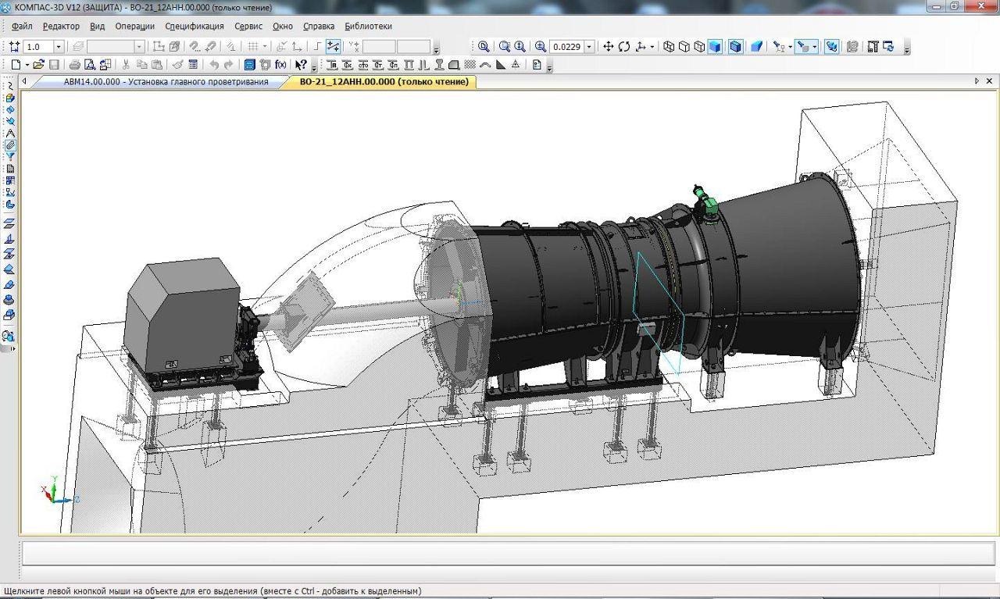 КОМПАС-3D V12 (ЗАЩИТА) - ВО-21_12АНН.00.000 (только чтение)
Файл Редактор Вид Операции Спецификация Сервис Окно Справка Библиотеки
1.0 0.0229
f(x)
АВМ14.00.000 - Установка главного проветривания ВО-21_12АНН.00.000 (только чтение)
Y
X
Z
Щелкните левой кнопкой мыши на объекте для его выделения (вместе с Ctrl - добавить к выделенным)